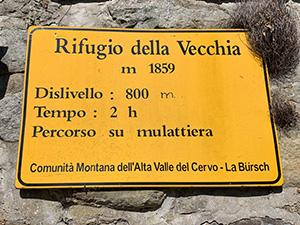 Rifugio della Vecchia
m 1859
Dislivello : 800 m
Tempo : 2 h
Percorso su mulattiera
Comunità Montana dell'Alta Valle del Cervo - La Bürsch